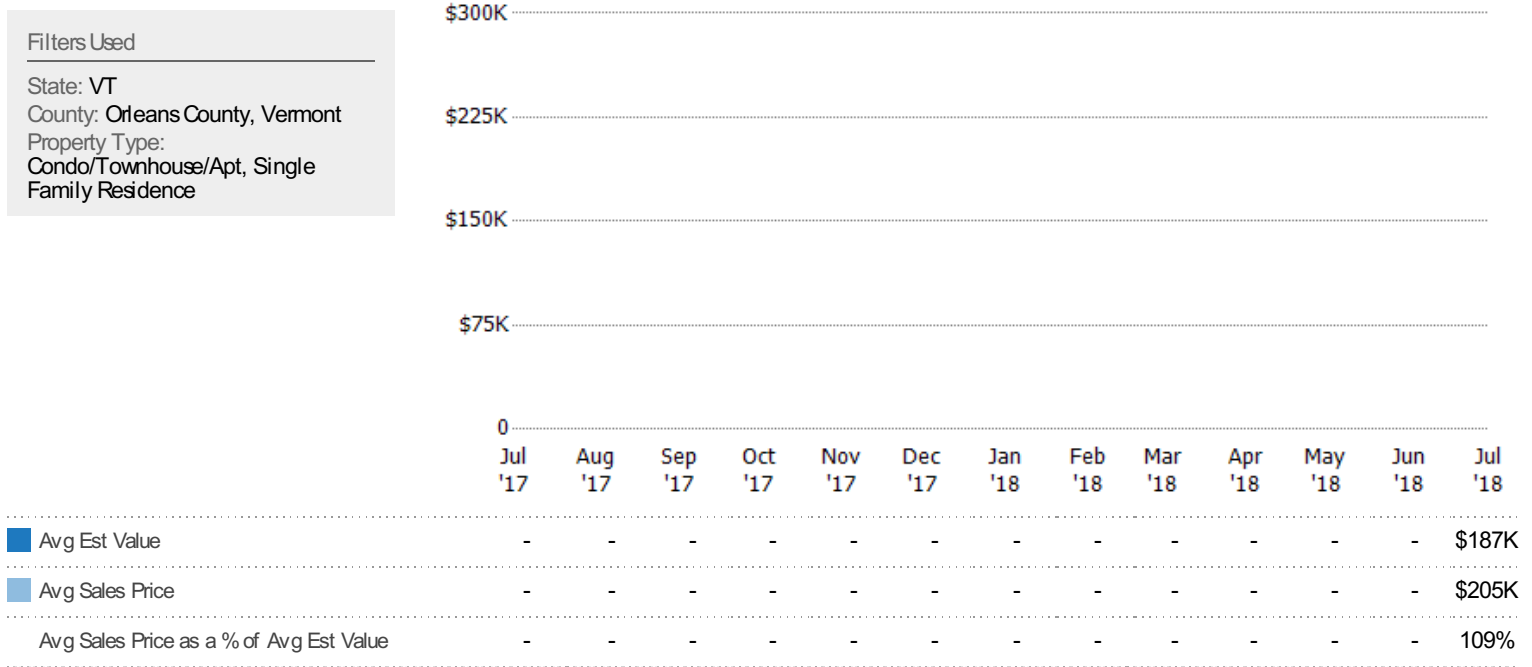 Filters Used
State: VT
County: Orleans County, Vermont
Property Type:
Condo/Townhouse/Apt, Single
Family Residence
$300K
$225K
$150K
$75K
0
Jul Aug Sep Oct Nov Dec Jan Feb Mar Apr May Jun Jul
'17 '17 '17 '17 '17 '17 '18 '18 '18 '18 '18 '18 '18
Avg Est Value - - - - - - - - - - - - $187K
Avg Sales Price - - - - - - - - - - - - $205K
Avg Sales Price as a % of Avg Est Value - - - - - - - - - - - - 109%